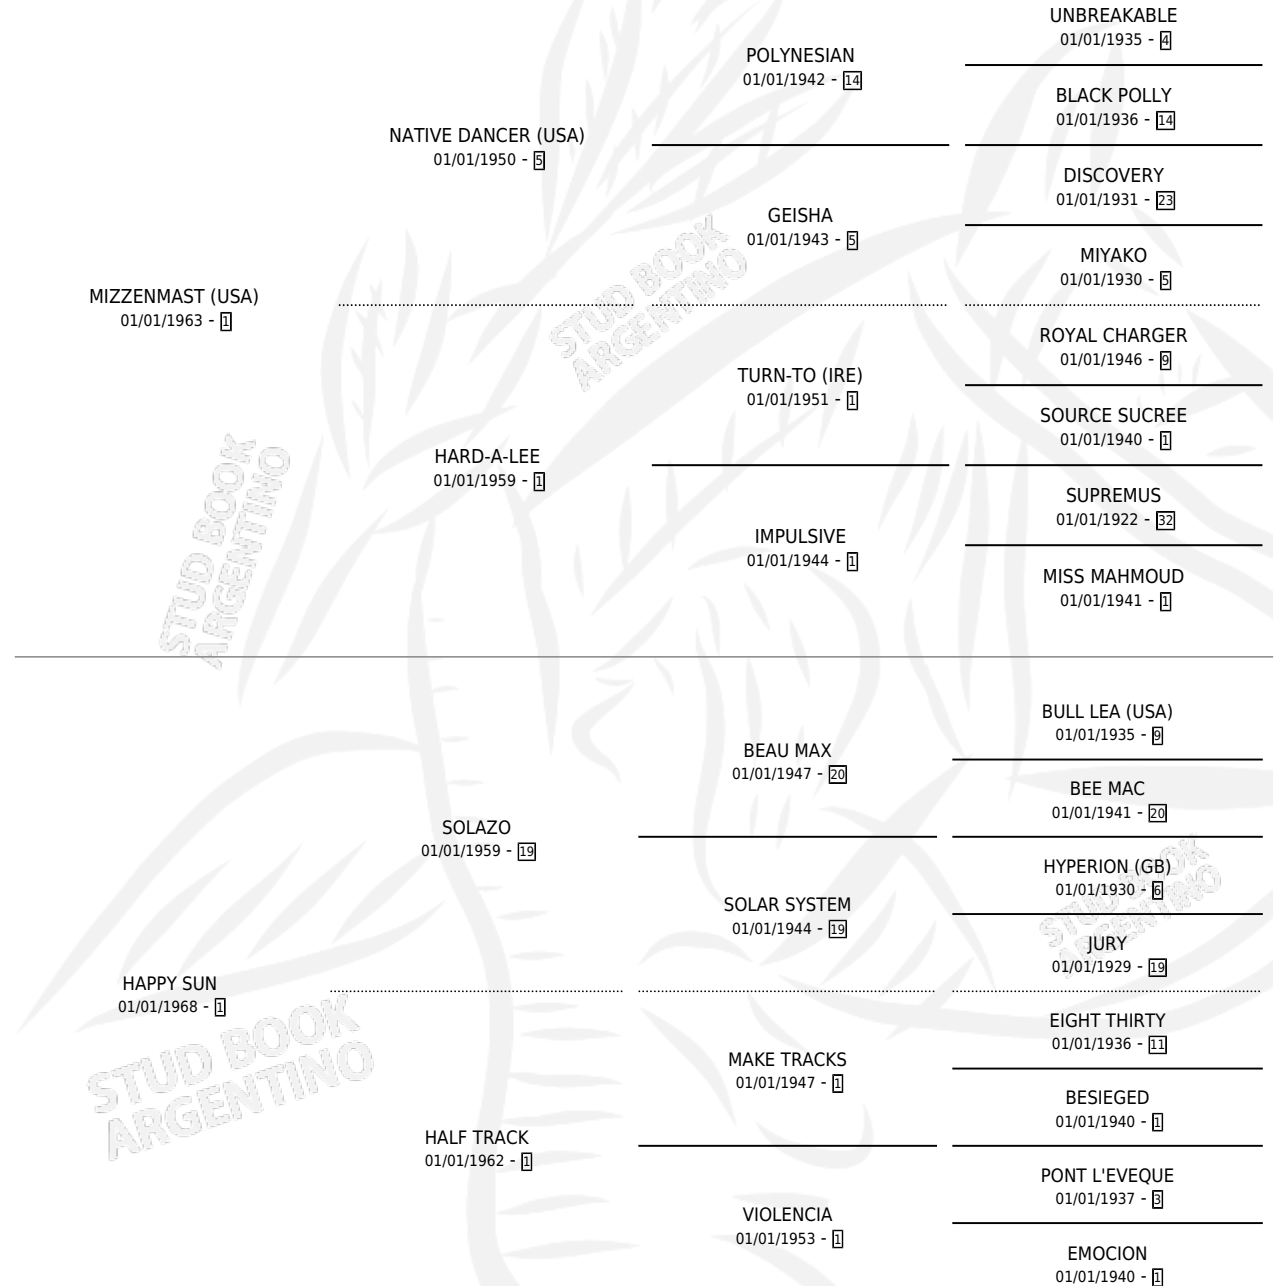 UNBREAKABLE
01/01/1935 - 4
POLYNESIAN
01/01/1942 - 14
BLACK POLLY
01/01/1936 - 14
NATIVE DANCER (USA)
01/01/1950 - 5
DISCOVERY
01/01/1931 - 23
GEISHA
01/01/1943 - 5
MIYAKO
01/01/1930 - 5
MIZZENMAST (USA)
01/01/1963 - 1
ROYAL CHARGER
01/01/1946 - 9
TURN-TO (IRE)
01/01/1951 - 1
SOURCE SUCREE
01/01/1940 - 1
HARD-A-LEE
01/01/1959 - 1
SUPREMUS
01/01/1922 - 32
IMPULSIVE
01/01/1944 - 1
MISS MAHMOUD
01/01/1941 - 1
BULL LEA (USA)
01/01/1935 - 9
BEAU MAX
01/01/1947 - 20
BEE MAC
01/01/1941 - 20
SOLAZO
01/01/1959 - 19
HYPERION (GB)
01/01/1930 - 6
SOLAR SYSTEM
01/01/1944 - 19
JURY
01/01/1929 - 19
HAPPY SUN
01/01/1968 - 1
EIGHT THIRTY
01/01/1936 - 11
MAKE TRACKS
01/01/1947 - 1
BESIEGED
01/01/1940 - 1
HALF TRACK
01/01/1962 - 1
PONT L'EVEQUE
01/01/1937 - 3
VIOLENCIA
01/01/1953 - 1
EMOCION
01/01/1940 - 1
STUD BOOK
ARGENTINO
STUD BOOK
ARGENTINO
STUD BOOK
ARGENTINO
STUD BOOK
ARGENTINO